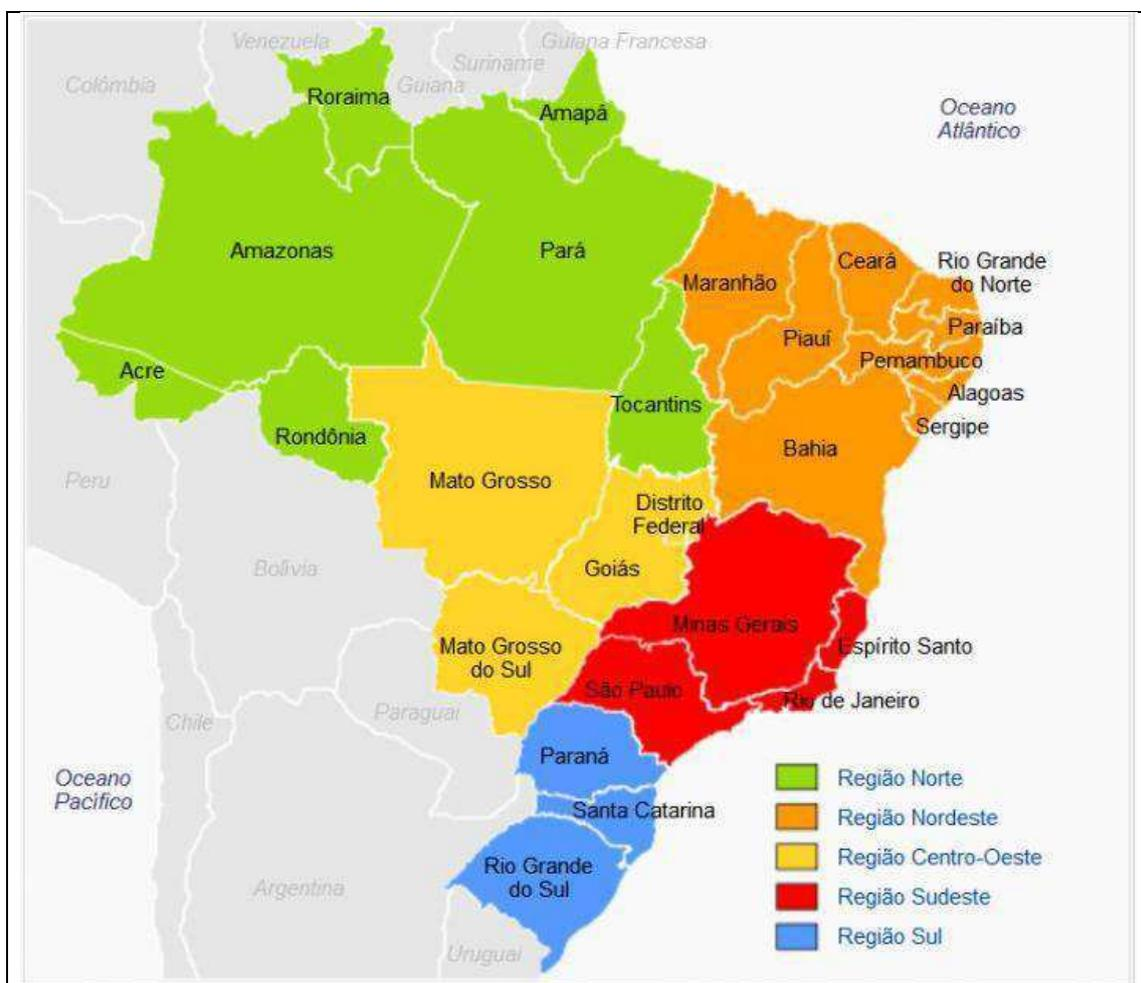 Venezuela
Guiana Francesa
Suriname
Colômbia
Guiana
Roraima
Amapá
Oceano
Atlântico
Amazonas
Pará
Maranhão
Ceará
Rio Grande
do Norte
Piauí
Paraíba
Pernambuco
Acre
Alagoas
Tocantins
Sergipe
Rondônia
Bahia
Mato Grosso
Peru
Distrito
Federal
Bolivia
Goiás
Minas Gerais
Mato Grosso
do Sul
Espírito Santo
São Paulo
Rio de Janeiro
Paraguai
Chile
Paraná
Oceano
Pacífico
Santa Catarina
Rio Grande
do Sul
Argentina
Uruguai
Região Norte
Região Nordeste
Região Centro-Oeste
Região Sudeste
Região Sul